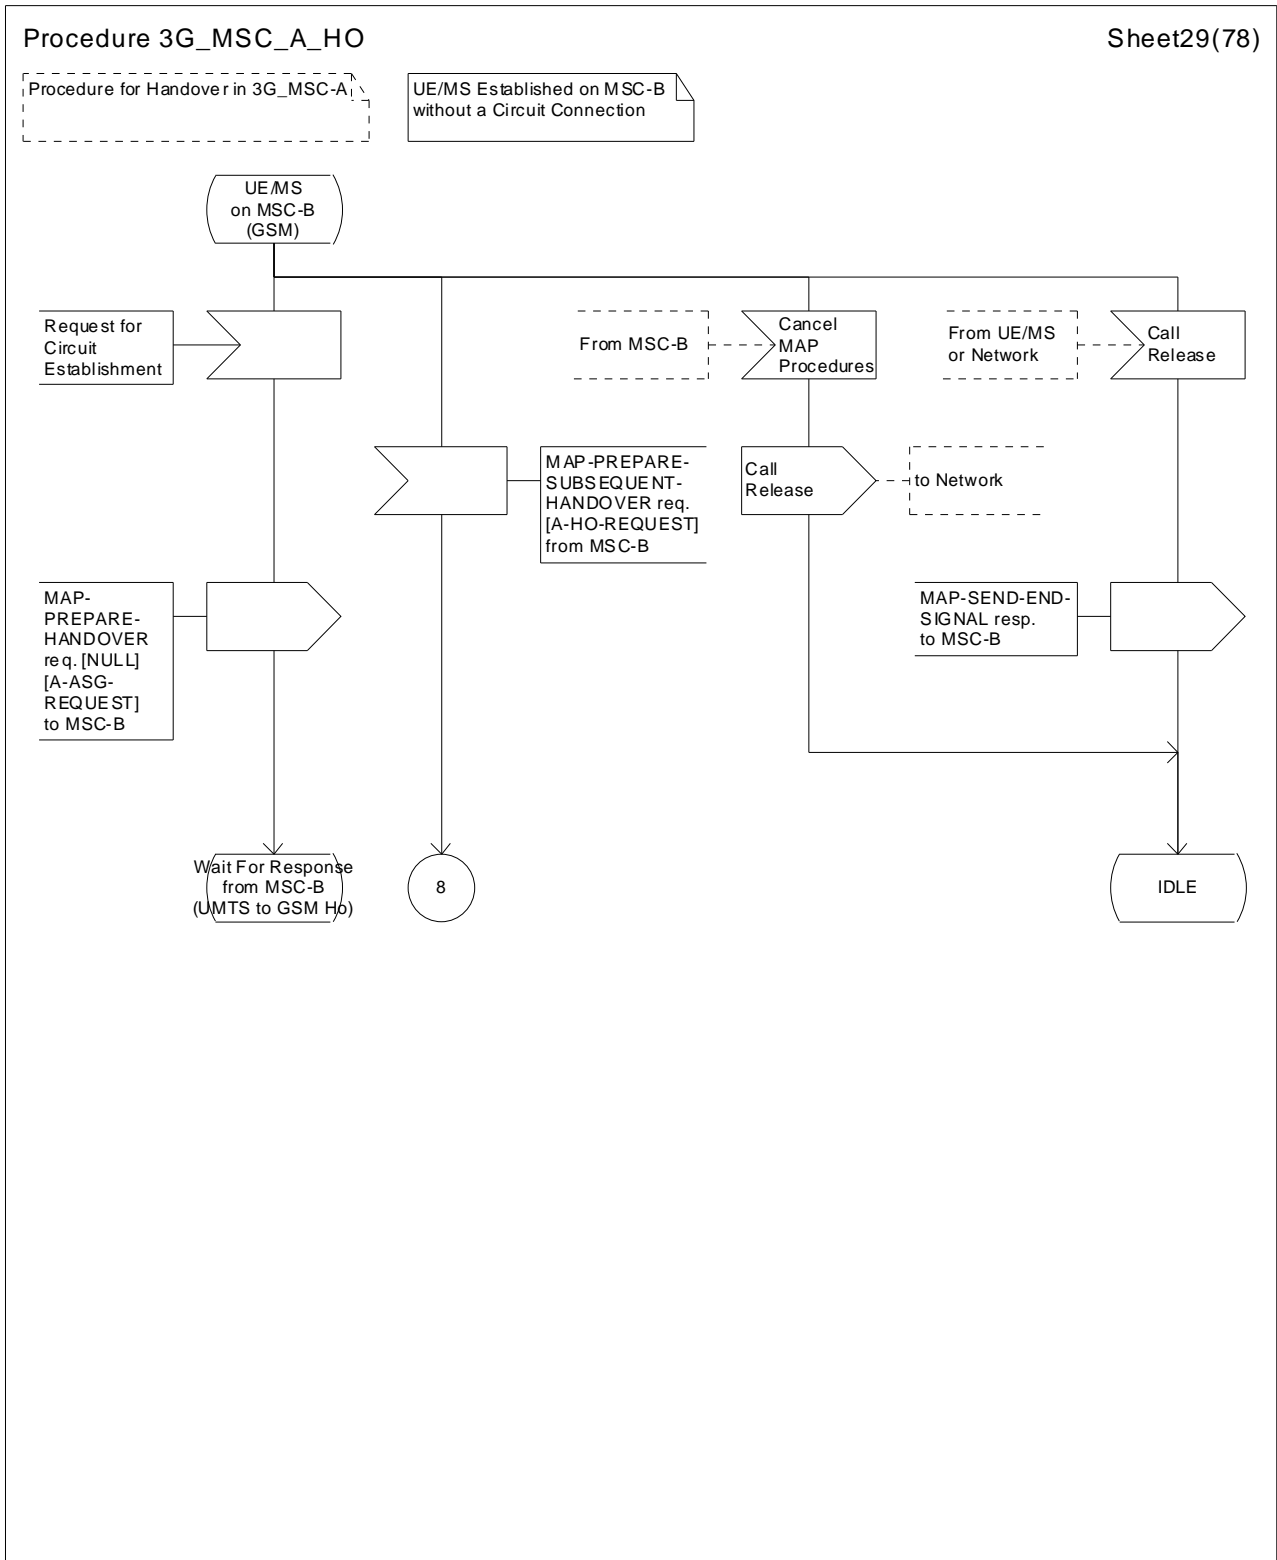 Procedure 3G_MSC_A_HO
Sheet29(78)
Procedure for Handover in 3G_MSC-A
UE/MS Established on MSC-B
without a Circuit Connection
UE/MS
on MSC-B
(GSM)
Request for
Circuit
Establishment
From MSC-B
Cancel
MAP
Procedures
From UE/MS
or Network
Call
Release
MAP-PREPARE-
SUBSEQUENT-
HANDOVER req.
[A-HO-REQUEST]
from MSC-B
Call
Release
to Network
MAP-
PREPARE-
HANDOVER
req. [NULL]
[A-ASG-
REQUEST]
to MSC-B
MAP-SEND-END-
SIGNAL resp.
to MSC-B
Wait For Response
from MSC-B
(UMTS to GSM Ho)
8
IDLE